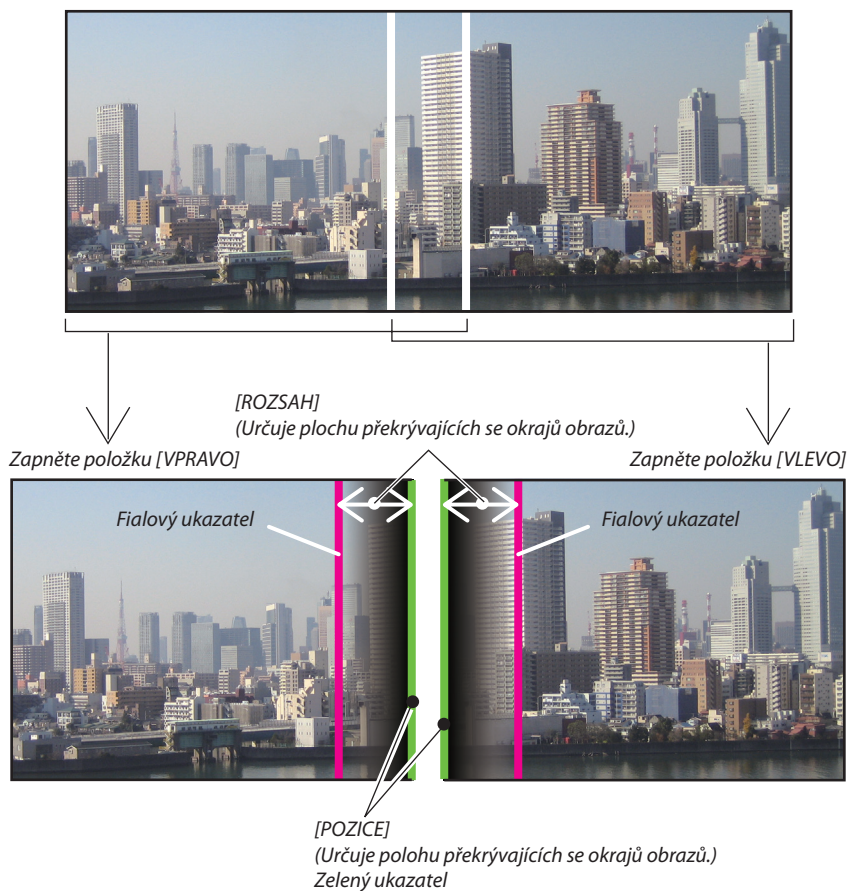 [ROZSAH]
(Určuje plochu překrývajících se okrajů obrazů.)
Zapněte položku [VPRAVO]
Zapněte položku [VLEVO]
Fialový ukazatel
Fialový ukazatel
[POZICE]
(Určuje polohu překrývajících se okrajů obrazů.)
Zelený ukazatel